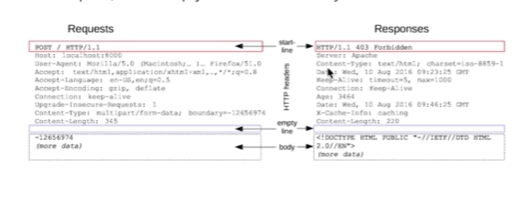 Requests
Responses
POST / HTTP/1.1
Host: localhost:8000
User-Agent: Mozilla/5.0 (Macintosh;… )… Firefox/51.0
Accept: text/html,application/xhtml+xml,…,*/*;q=0.8
Accept-Language: en-US,en;q=0.5
Accept-Encoding: gzip, deflate
Connection: keep-alive
Upgrade-Insecure-Requests: 1
Content-Type: multipart/form-data; boundary=-12656974
Content-Length: 345
-12656974
(more data)
start-
line
HTTP headers
empty
line
body
HTTP/1.1 403 Forbidden
Server: Apache
Content-Type: text/html; charset=iso-8859-1
Date: Wed, 10 Aug 2016 09:23:25 GMT
Keep-Alive: timeout=5, max=1000
Connection: Keep-Alive
Age: 3464
Date: Wed, 10 Aug 2016 09:46:25 GMT
X-Cache-Info: caching
Content-Length: 220
<!DOCTYPE HTML PUBLIC "-//IETF//DTD HTML
2.0//EN">
(more data)